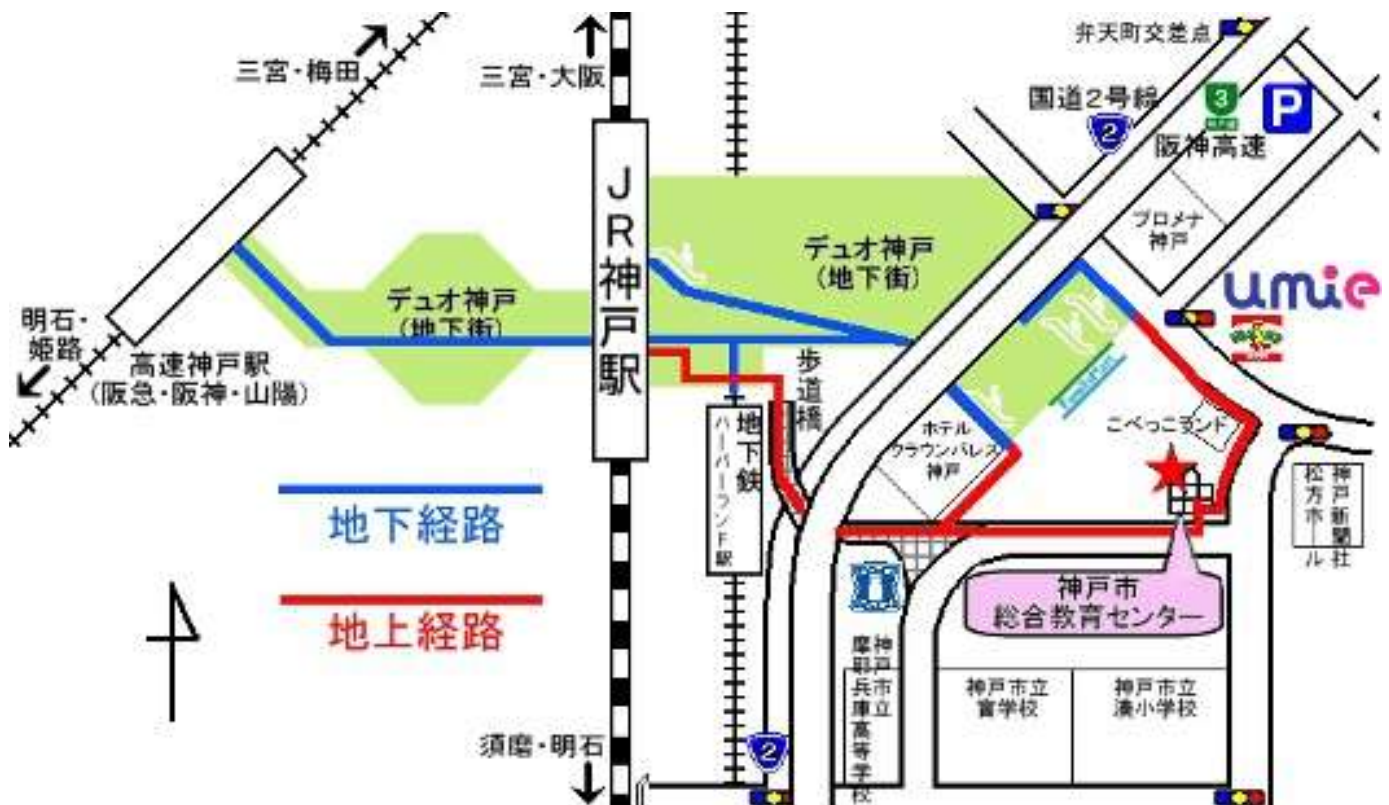 弁天町交差点
三宮・梅田
三宮・大阪
国道2号線
3
P
2
阪神高速
JR神戸駅
プロメナ
神戸
デュオ神戸
(地下街)
デュオ神戸
(地下街)
umie
明石・
姫路
高速神戸駅
(阪急・阪神・山陽)
歩道橋
FamilyMart
ホテル
クラウンパレス
神戸
こべっこランド
地下鉄
ハーバーランド駅
神戸新聞社
松方ホール
地下経路
神戸市
総合教育センター
地上経路
神戸市立
摩耶兵庫高等学校
神戸市立
盲学校
神戸市立
湊小学校
須磨・明石
2